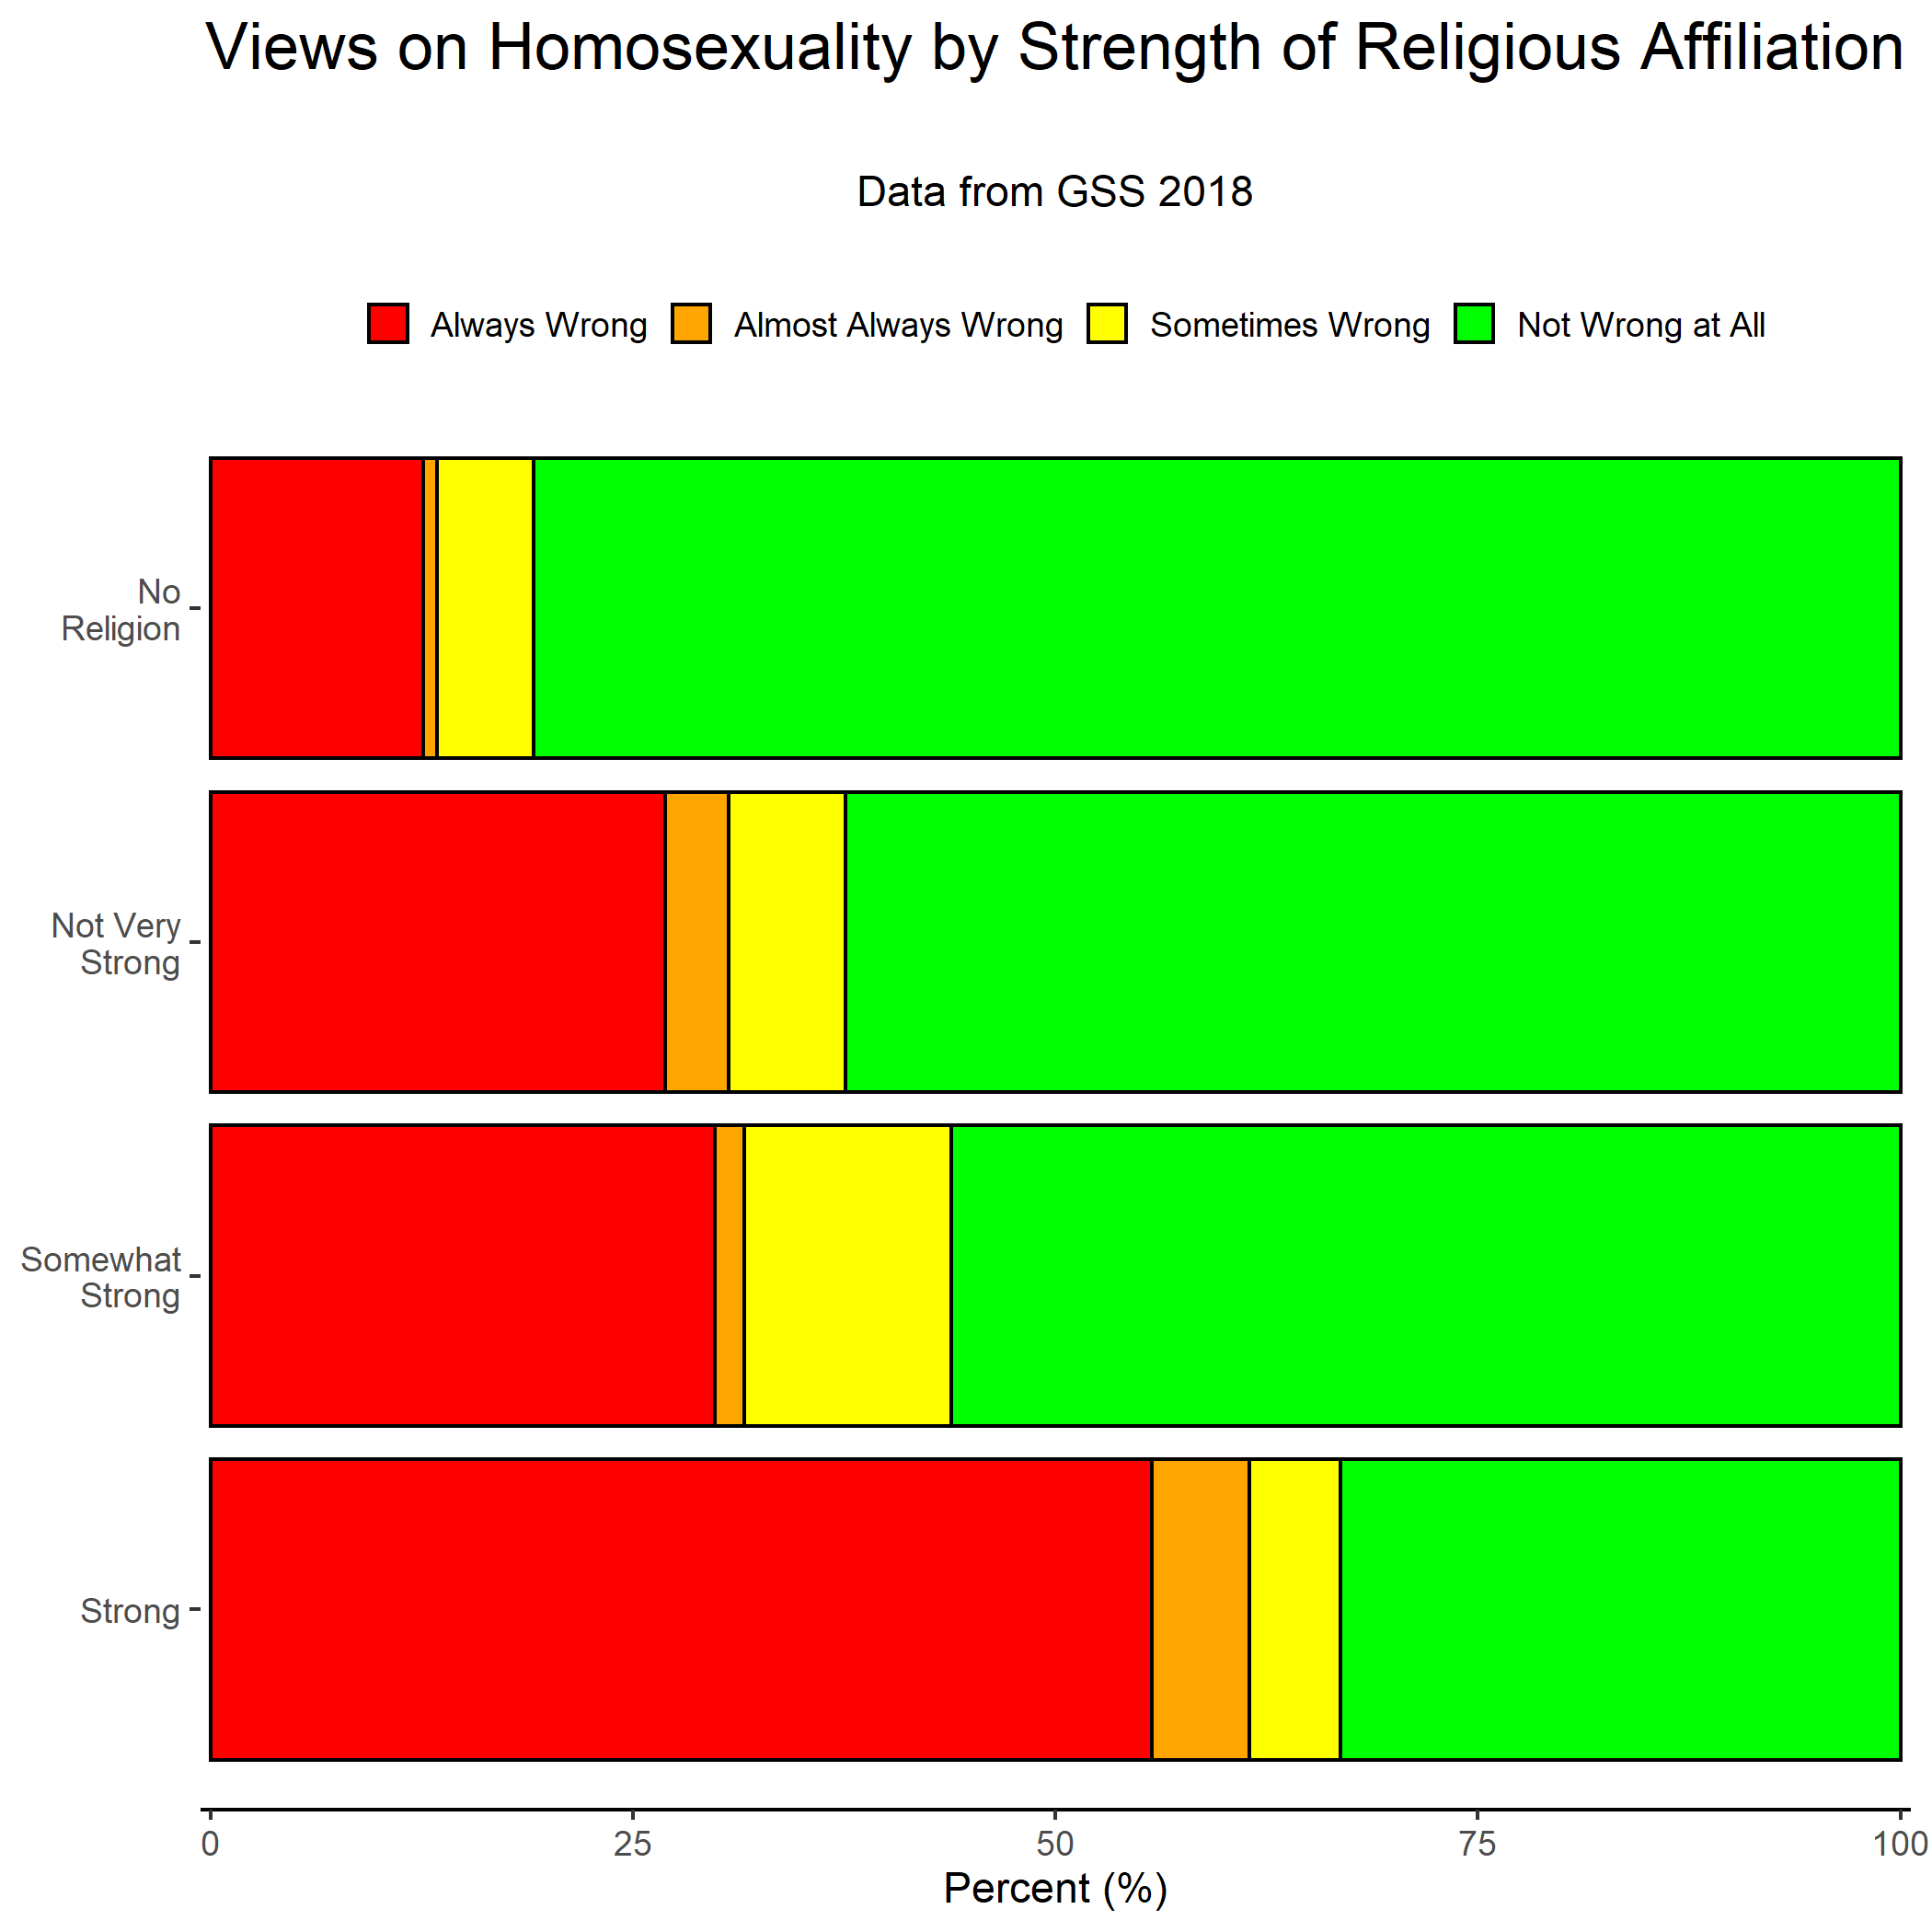 Views on Homosexuality by Strength of Religious Affiliation
Data from GSS 2018
Always Wrong Almost Always Wrong Sometimes Wrong Not Wrong at All
No
Religion
Not Very
Strong
Somewhat
Strong
Strong
0 25 50 75 100
Percent (%)